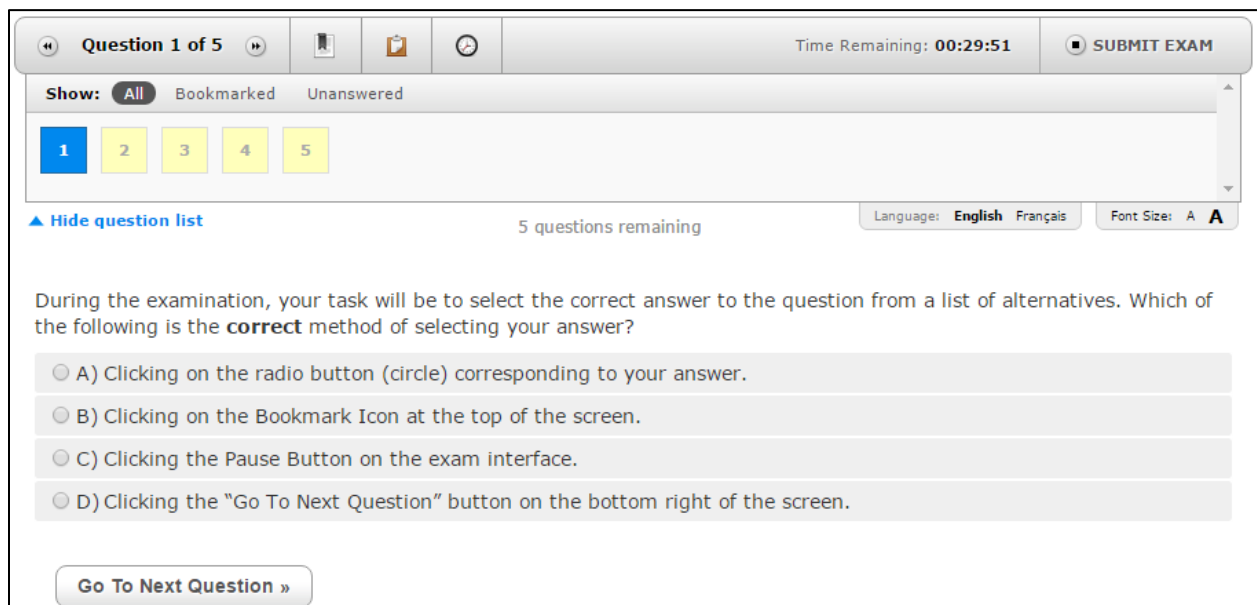 Question 1 of 5 Time Remaining: 00:29:51 SUBMIT EXAM
Show: All Bookmarked Unanswered
1 2 3 4 5
Hide question list 5 questions remaining Language: English Français Font Size: A A
During the examination, your task will be to select the correct answer to the question from a list of alternatives. Which of
the following is the correct method of selecting your answer?
A) Clicking on the radio button (circle) corresponding to your answer.
B) Clicking on the Bookmark Icon at the top of the screen.
C) Clicking the Pause Button on the exam interface.
D) Clicking the “Go To Next Question” button on the bottom right of the screen.
Go To Next Question »